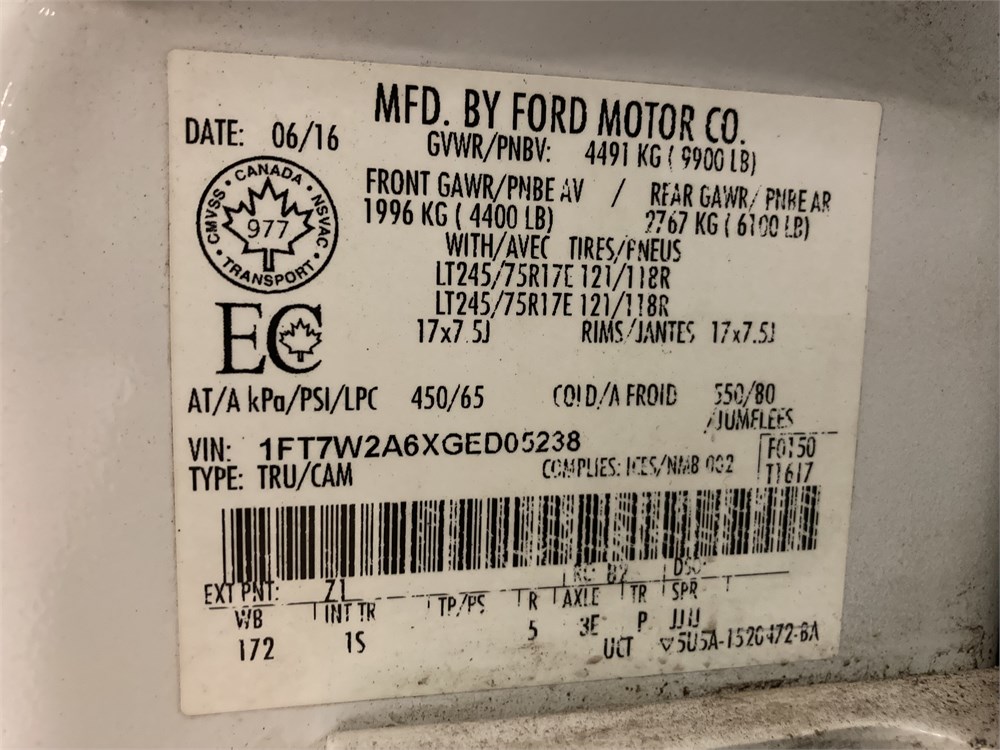 MFD. BY FORD MOTOR CO.
DATE: 06/16
GVWR/PNBV: 4491 KG ( 9900 LB)
FRONT GAWR/PNBE AV / REAR GAWR/ PNBE AR
1996 KG ( 4400 LB) 2767 KG ( 6100 LB)
WITH/AVEC TIRES/PNEUS
LT245/75R17E 121/118R
LT245/75R17E 121/118R
17x7.5J RIMS/JANTES 17x7.5J
CMVSS • CANADA • NSVAC • TRANSPORT •
977
EC
AT/A kPa/PSI/LPC 450/65 COLD/A FROID 550/80
/JUMELEES
VIN: 1FT7W2A6XGED05238
F0150
TYPE: TRU/CAM COMPLIES: ICES/NMB 002
T1617
EXT PNT: Z1 RC: B2 DSO:
WB INT TR TP/PS R AXLE TR SPR
172 1S 5 3E P JJJJ
UCT ▽5U5A-1520472-BA